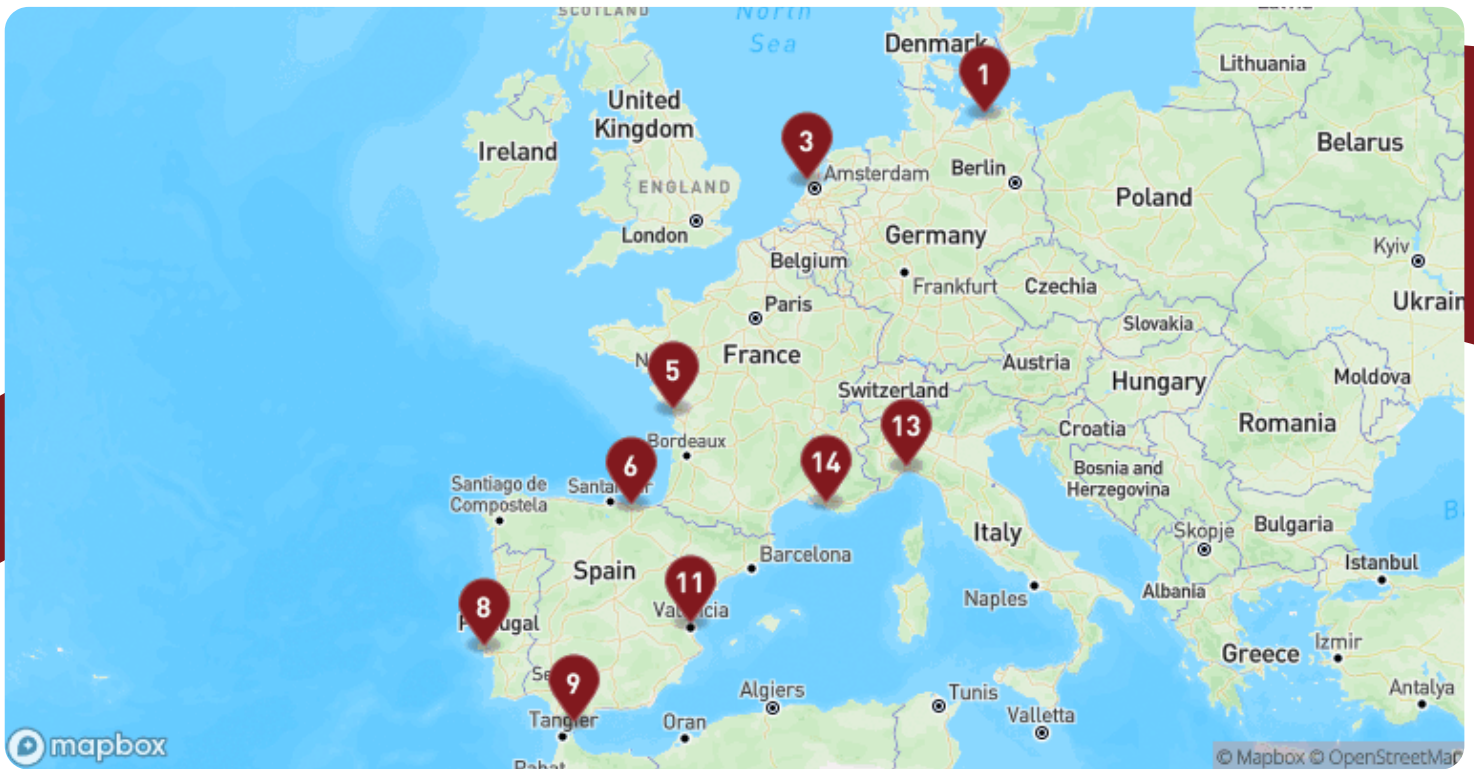 SCOTLAND
North
Sea
Denmark
1
Lithuania
United
Kingdom
Ireland
3
Belarus
Amsterdam
Berlin
ENGLAND
Poland
London
Germany
Kyiv
Belgium
Frankfurt
Czechia
Paris
Slovakia
France
5
Austria
Moldova
Switzerland
Hungary
13
Romania
Croatia
Bordeaux
6
14
Bosnia and
Herzegovina
Santiago de
Compostela
Bulgaria
Italy
Skopje
Barcelona
Istanbul
Spain
11
Naples
Albania
8
Izmir
Greece
9
Algiers
Tunis
Antalya
Tangier
Oran
Valletta
mapbox
© Mapbox © OpenStreetMap